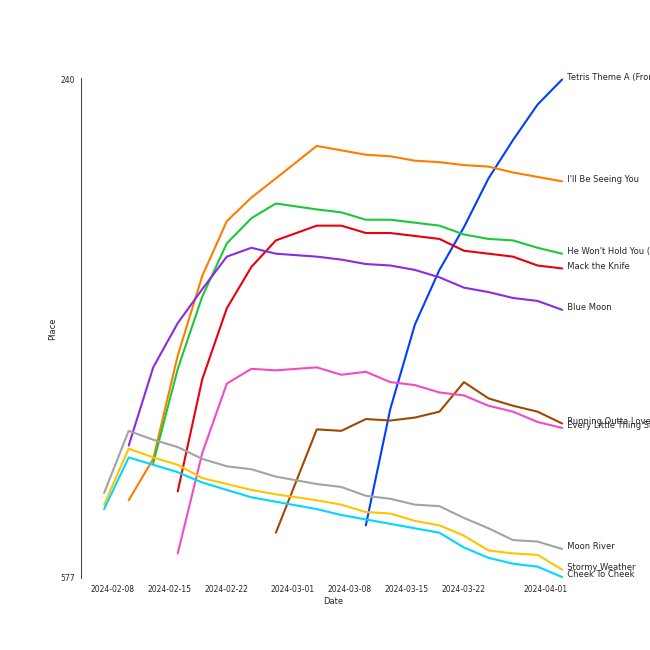 240
Tetris Theme A (Fro
I'll Be Seeing You
He Won't Hold You (
Mack the Knife
Blue Moon
Place
Running Outta Love
Every Little Thing S
Moon River
Stormy Weather
Cheek To Cheek
577
2024-02-08 2024-02-15 2024-02-22 2024-03-01 2024-03-08 2024-03-15 2024-03-22 2024-04-01
Date